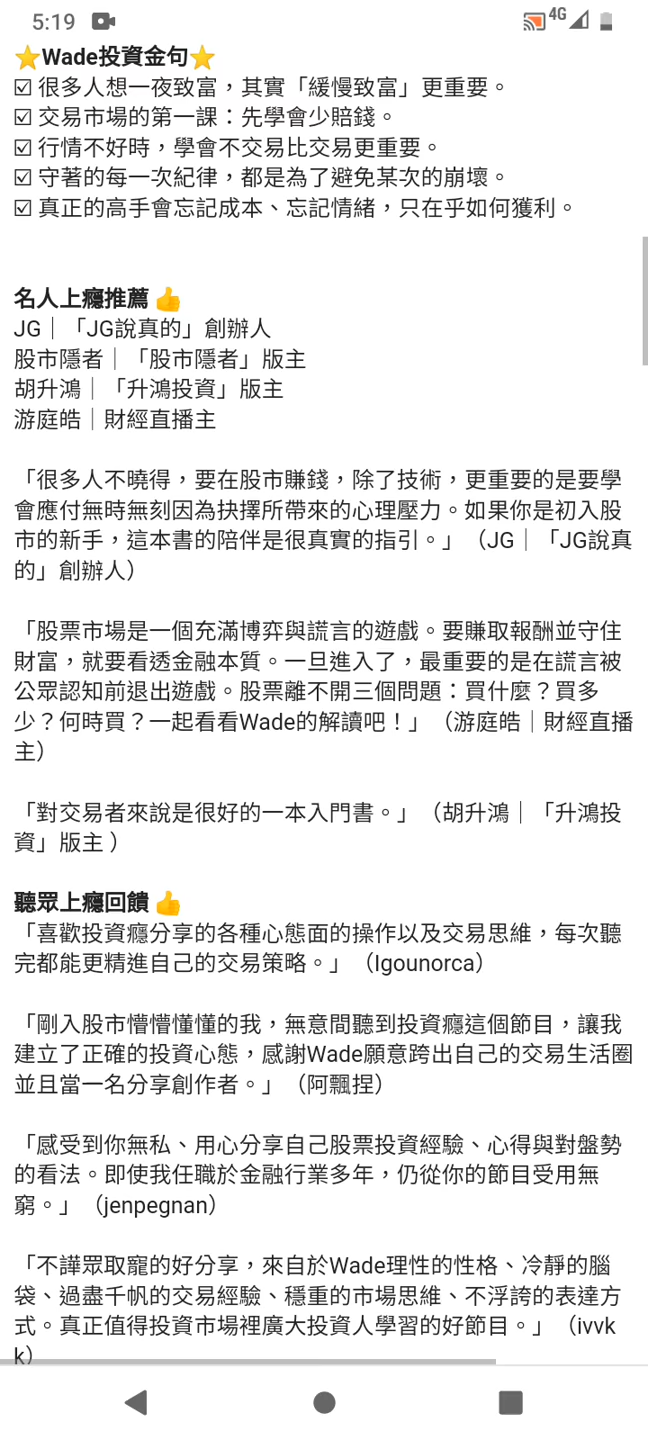 5:19
4G
⭐Wade投資金句⭐
☑ 很多人想一夜致富，其實「緩慢致富」更重要。
☑ 交易市場的第一課：先學會少賠錢。
☑ 行情不好時，學會不交易比交易更重要。
☑ 守著的每一次紀律，都是為了避免某次的崩壞。
☑ 真正的高手會忘記成本、忘記情緒，只在乎如何獲利。
名人上癮推薦 👍
JG｜「JG說真的」創辦人
股市隱者｜「股市隱者」版主
胡升鴻｜「升鴻投資」版主
游庭皓｜財經直播主
「很多人不曉得，要在股市賺錢，除了技術，更重要的是要學
會應付無時無刻因為抉擇所帶來的心理壓力。如果你是初入股
市的新手，這本書的陪伴是很真實的指引。」（JG｜「JG說真
的」創辦人）
「股票市場是一個充滿博弈與謊言的遊戲。要賺取報酬並守住
財富，就要看透金融本質。一旦進入了，最重要的是在謊言被
公眾認知前退出遊戲。股票離不開三個問題：買什麼？買多
少？何時買？一起看看Wade的解讀吧！」（游庭皓｜財經直播
主）
「對交易者來說是很好的一本入門書。」（胡升鴻｜「升鴻投
資」版主 ）
聽眾上癮回饋 👍
「喜歡投資癮分享的各種心態面的操作以及交易思維，每次聽
完都能更精進自己的交易策略。」（Igounorca）
「剛入股市懵懵懂懂的我，無意間聽到投資癮這個節目，讓我
建立了正確的投資心態，感謝Wade願意跨出自己的交易生活圈
並且當一名分享創作者。」（阿飄捏）
「感受到你無私、用心分享自己股票投資經驗、心得與對盤勢
的看法。即使我任職於金融行業多年，仍從你的節目受用無
窮。」（jenpegnan）
「不譁眾取寵的好分享，來自於Wade理性的性格、冷靜的腦
袋、過盡千帆的交易經驗、穩重的市場思維、不浮誇的表達方
式。真正值得投資市場裡廣大投資人學習的好節目。」（ivvk
k）